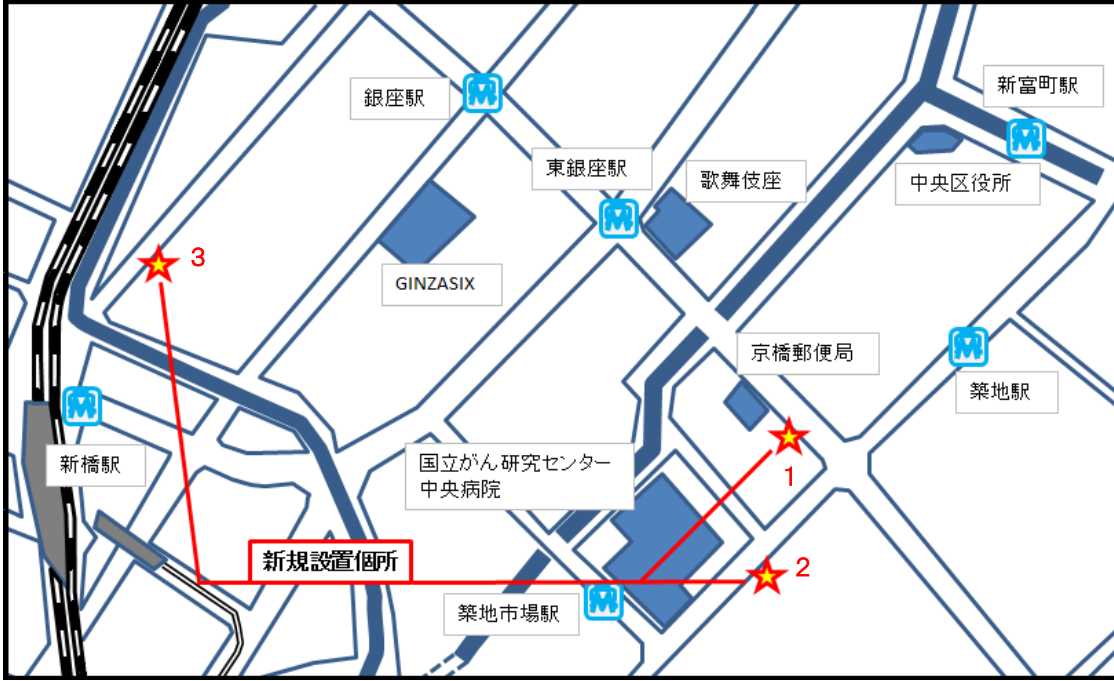 新富町駅
銀座駅
東銀座駅
歌舞伎座
中央区役所
3
GINZASIX
京橋郵便局
築地駅
新橋駅
国立がん研究センター
中央病院
1
新規設置個所
2
築地市場駅